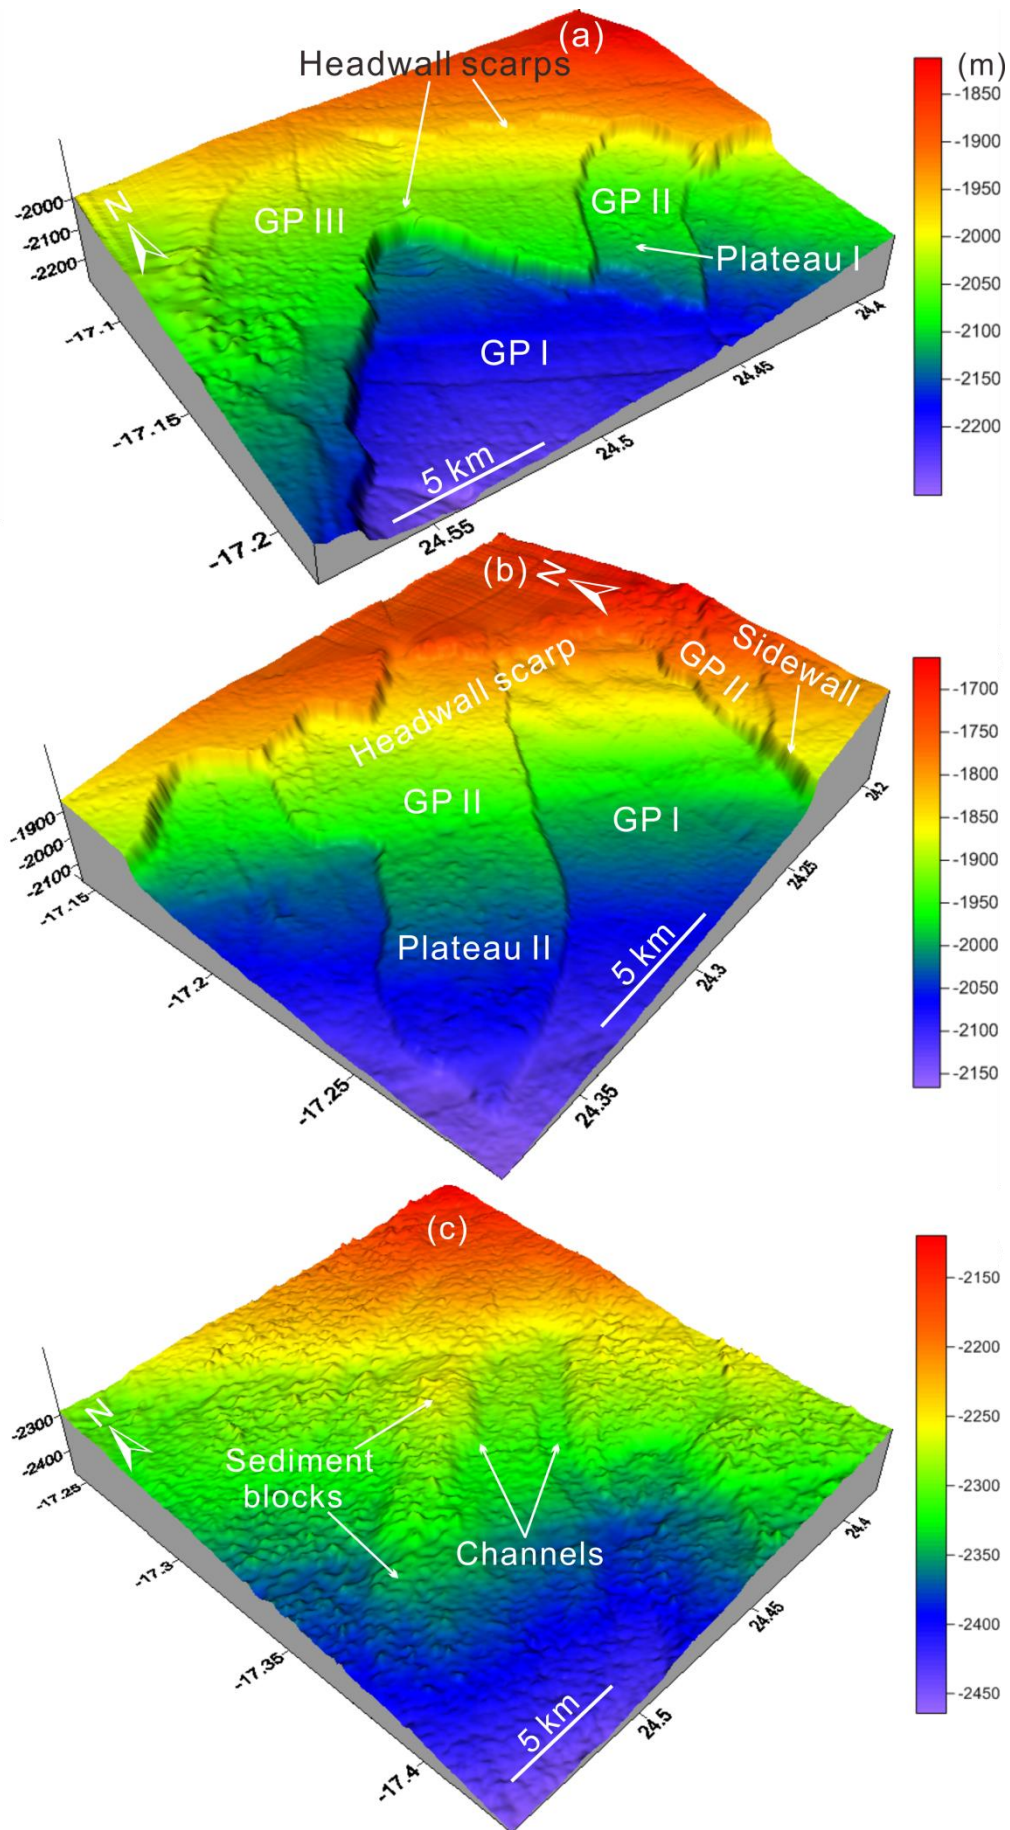 (a)
Headwall scarps
(m)
-1850
-1900
-1950
-2000
-2050
-2100
-2150
-2200
N
GP III
GP II
Plateau I
GP I
5 km
-2000
-2100
-2200
-17.1
-17.15
-17.2
24.4
24.45
24.5
24.55
(b)
N
Headwall scarp
GP II
Sidewall
GP II
GP I
Plateau II
5 km
-1900
-2000
-2100
-17.15
-17.2
-17.25
24.2
24.25
24.3
24.35
-1700
-1750
-1800
-1850
-1900
-1950
-2000
-2050
-2100
-2150
(c)
N
Sediment
blocks
Channels
5 km
-2300
-2400
-17.25
-17.3
-17.35
-17.4
24.4
24.45
24.5
-2150
-2200
-2250
-2300
-2350
-2400
-2450